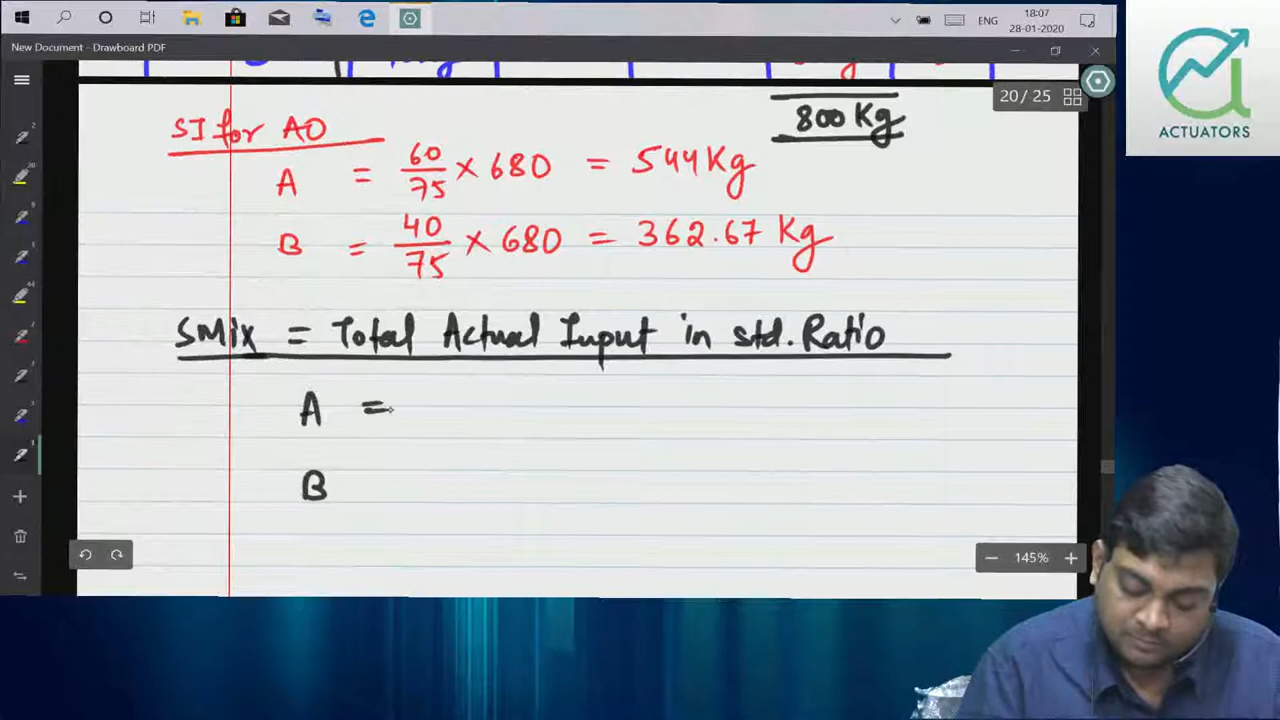 18:07
ENG
28-01-2020
New Document - Drawboard PDF
20 / 25
800 Kg
ACTUATORS
SI for AO
A = 60/75 × 680 = 544 Kg
B = 40/75 × 680 = 362.67 Kg
SMix = Total Actual Input in std. Ratio
A =
B
145%